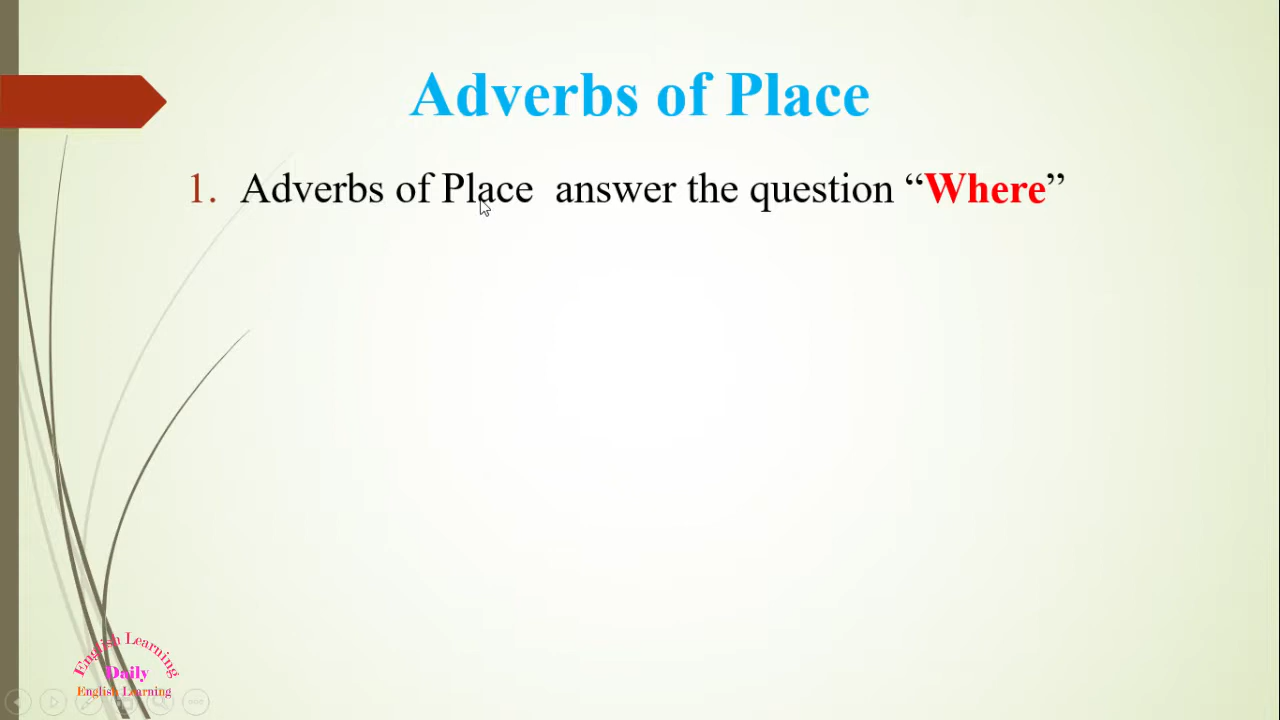 Adverbs of Place
1. Adverbs of Place answer the question “Where”
English Learning
Daily
English Learning